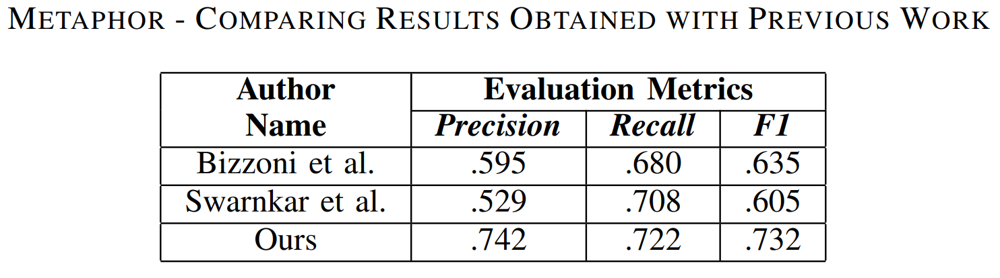 METAPHOR - COMPARING RESULTS OBTAINED WITH PREVIOUS WORK
Author Name Evaluation Metrics
Precision Recall F1
Bizzoni et al. .595 .680 .635
Swarnkar et al. .529 .708 .605
Ours .742 .722 .732